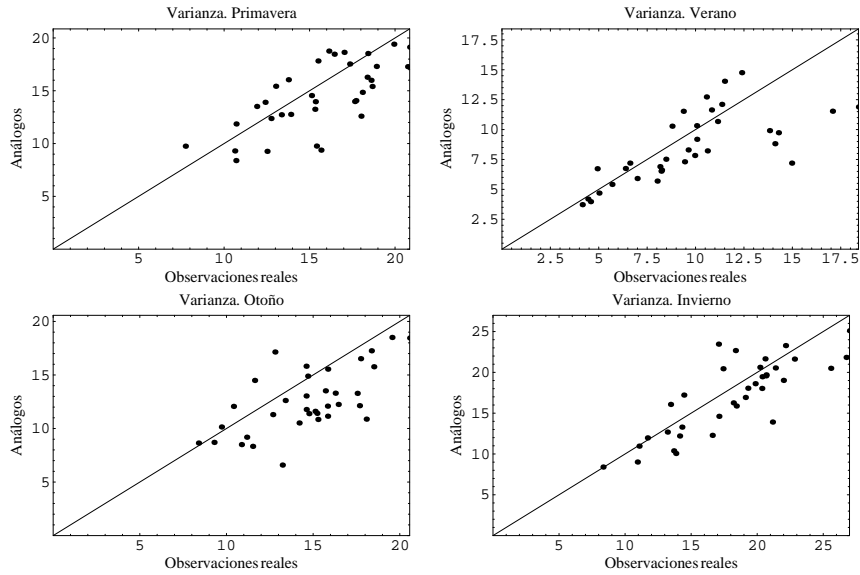 Varianza. Primavera
20
15
10
5
Análogos
5 10 15 20
Observaciones reales
Varianza. Verano
17.5
15
12.5
10
7.5
5
2.5
Análogos
2.5 5 7.5 10 12.5 15 17.5
Observaciones reales
Varianza. Otoño
20
15
10
5
Análogos
5 10 15 20
Observaciones reales
Varianza. Invierno
25
20
15
10
5
Análogos
5 10 15 20 25
Observaciones reales